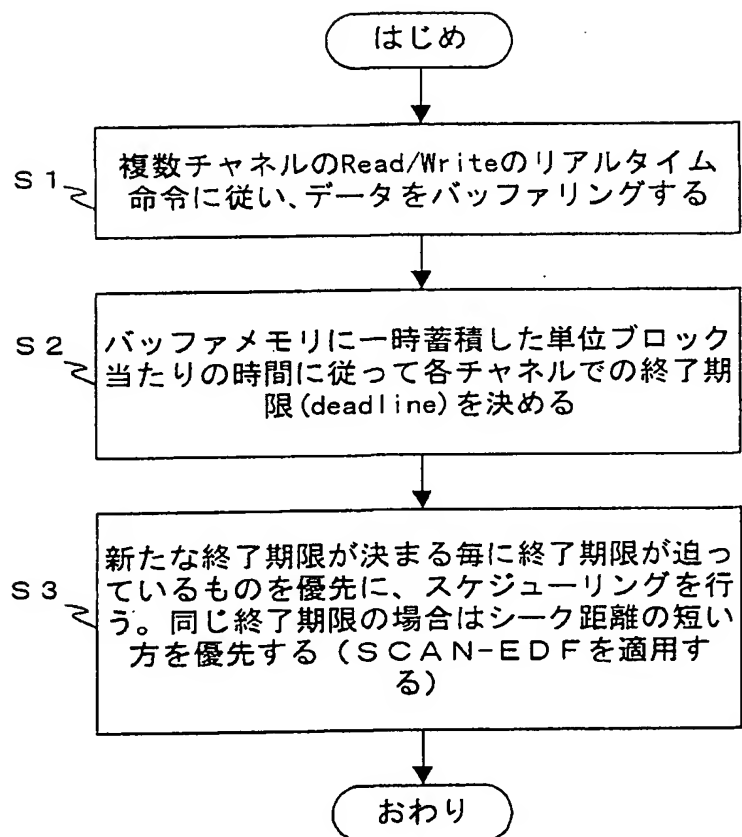 はじめ
S1
複数チャネルのRead/Writeのリアルタイム
命令に従い、データをバッファリングする
S2
バッファメモリに一時蓄積した単位ブロック
当たりの時間に従って各チャネルでの終了期
限(deadline)を決める
S3
新たな終了期限が決まる毎に終了期限が迫っ
ているものを優先に、スケジューリングを行
う。同じ終了期限の場合はシーク距離の短い
方を優先する（SCAN-EDFを適用す
る）
おわり